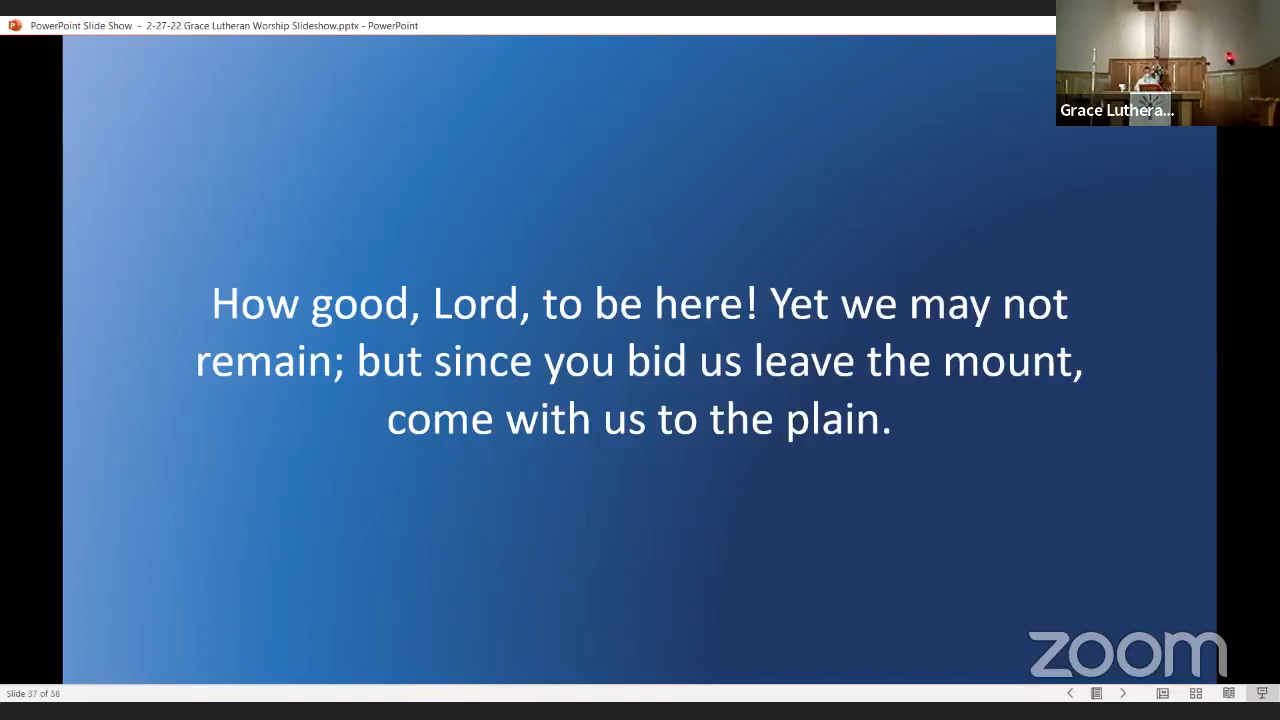 PowerPoint Slide Show - 2-27-22 Grace Lutheran Worship Slideshow.pptx - PowerPoint
Grace Luthera...
How good, Lord, to be here! Yet we may not
remain; but since you bid us leave the mount,
come with us to the plain.
zoom
Slide 37 of 58